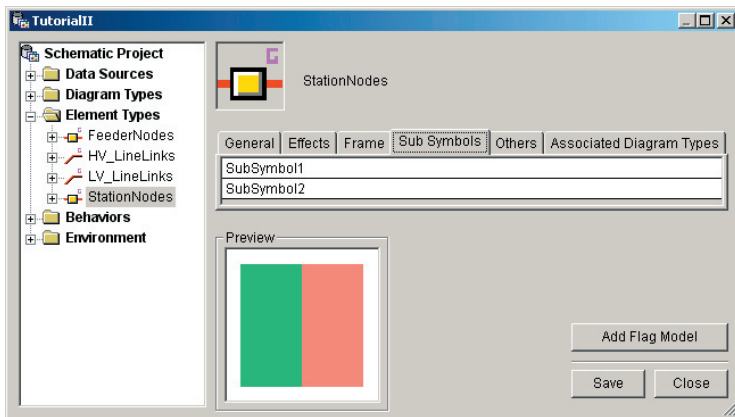 TutorialII
Schematic Project
Data Sources
Diagram Types
Element Types
FeederNodes
HV_LineLinks
LV_LineLinks
StationNodes
Behaviors
Environment
G
StationNodes
General Effects Frame Sub Symbols Others Associated Diagram Types
SubSymbol1
SubSymbol2
Preview
Add Flag Model
Save Close